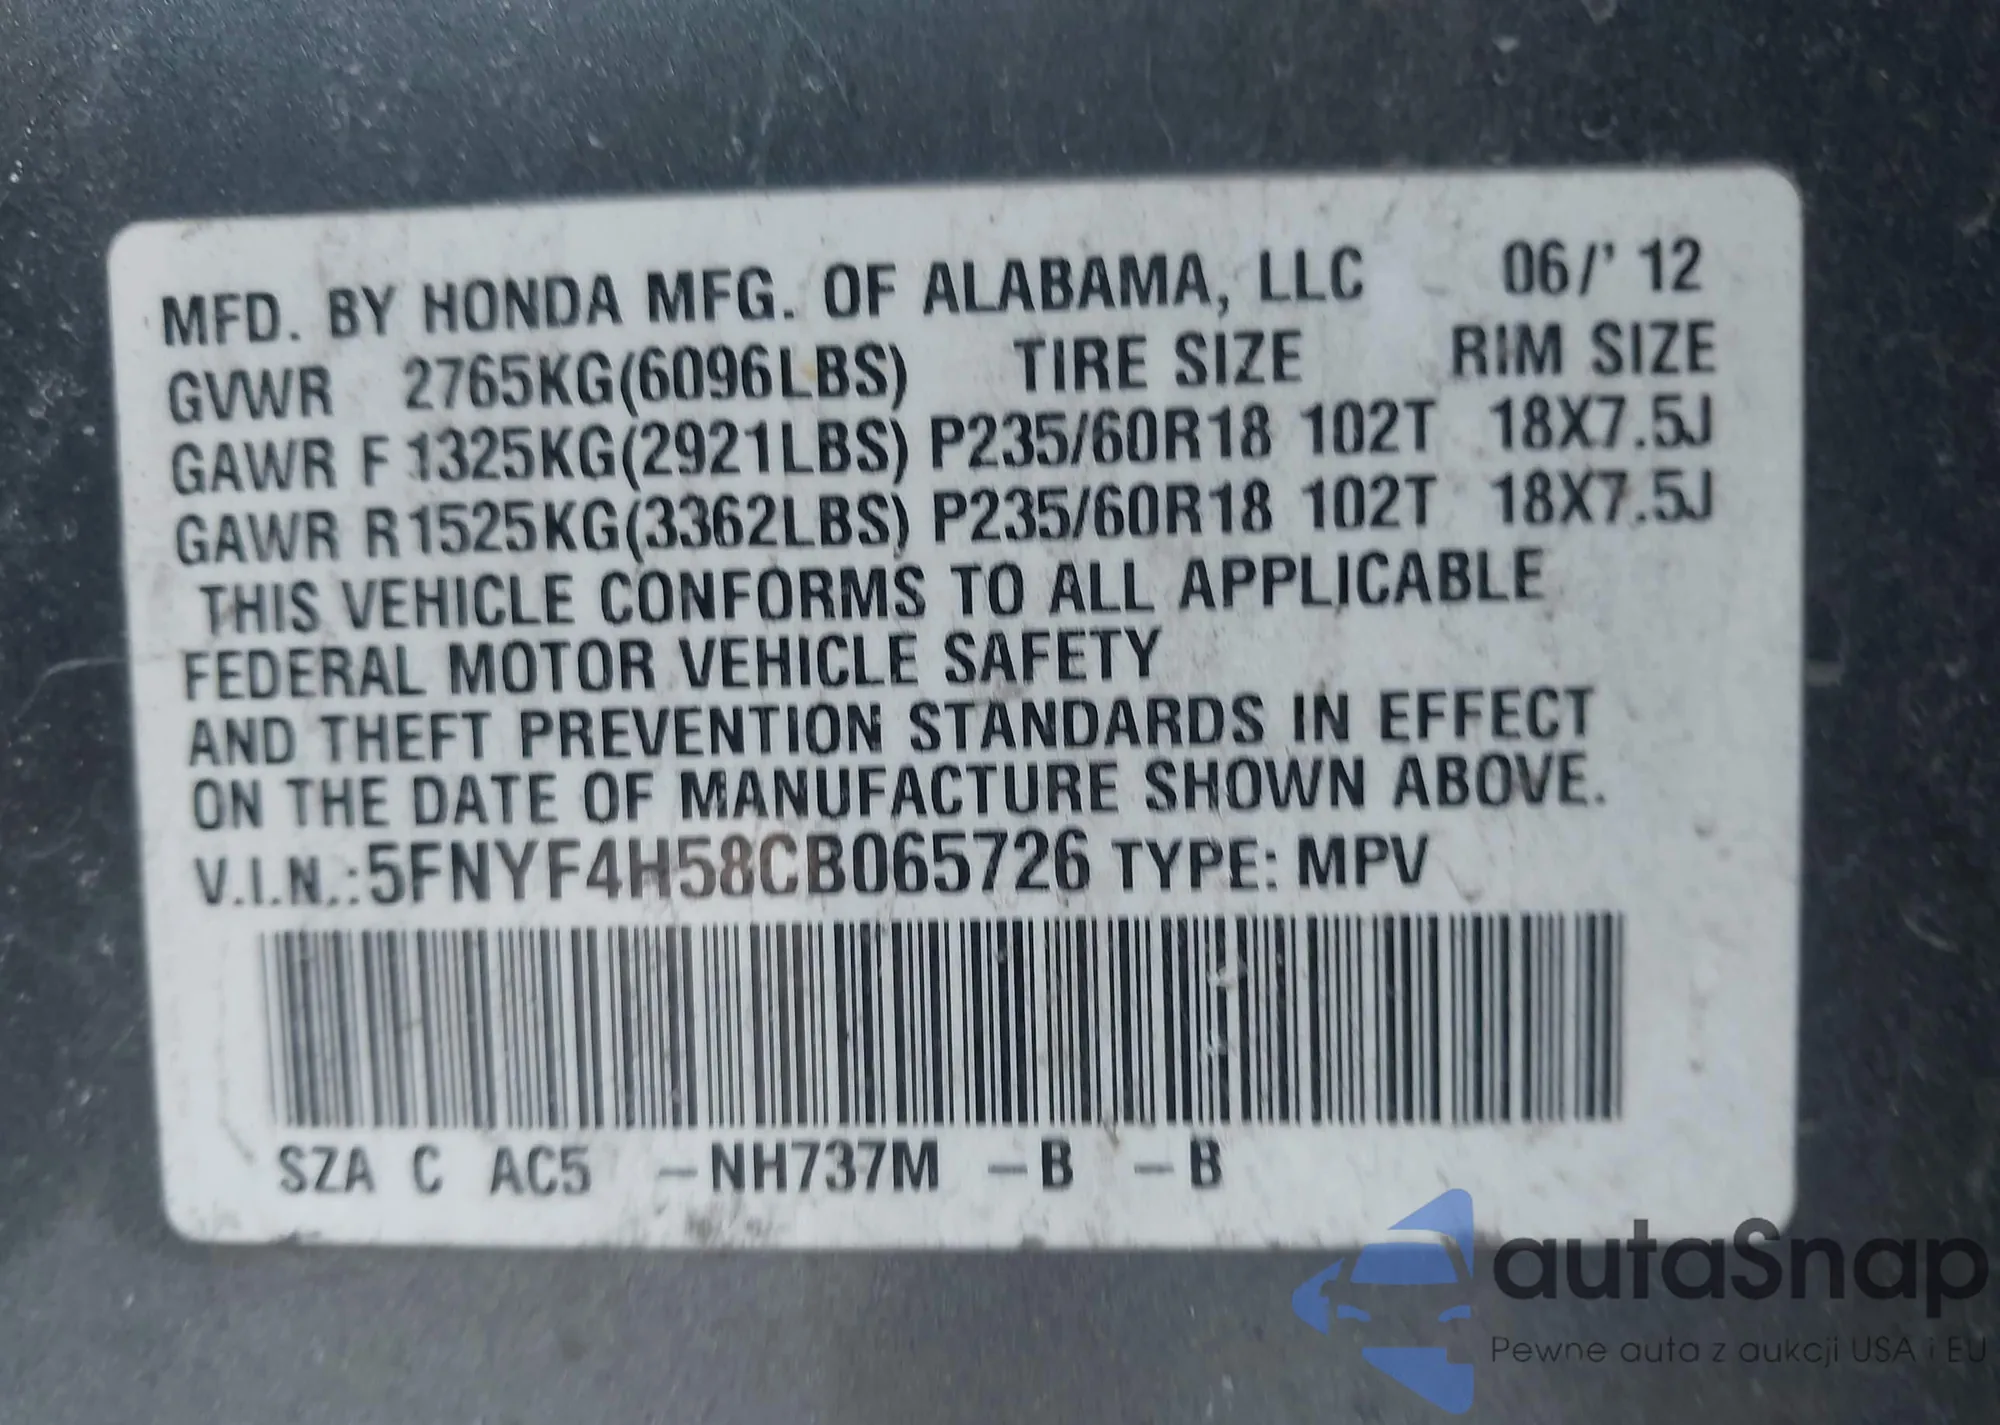 MFD. BY HONDA MFG. OF ALABAMA, LLC 06/' 12
GVWR 2765KG(6096LBS) TIRE SIZE RIM SIZE
GAWR F 1325KG(2921LBS) P235/60R18 102T 18X7.5J
GAWR R 1525KG(3362LBS) P235/60R18 102T 18X7.5J
THIS VEHICLE CONFORMS TO ALL APPLICABLE
FEDERAL MOTOR VEHICLE SAFETY
AND THEFT PREVENTION STANDARDS IN EFFECT
ON THE DATE OF MANUFACTURE SHOWN ABOVE.
V.I.N.:5FNYF4H58CB065726 TYPE: MPV
SZA C AC5 –NH737M –B –B
autaSnap
Pewne auta z aukcji USA i EU